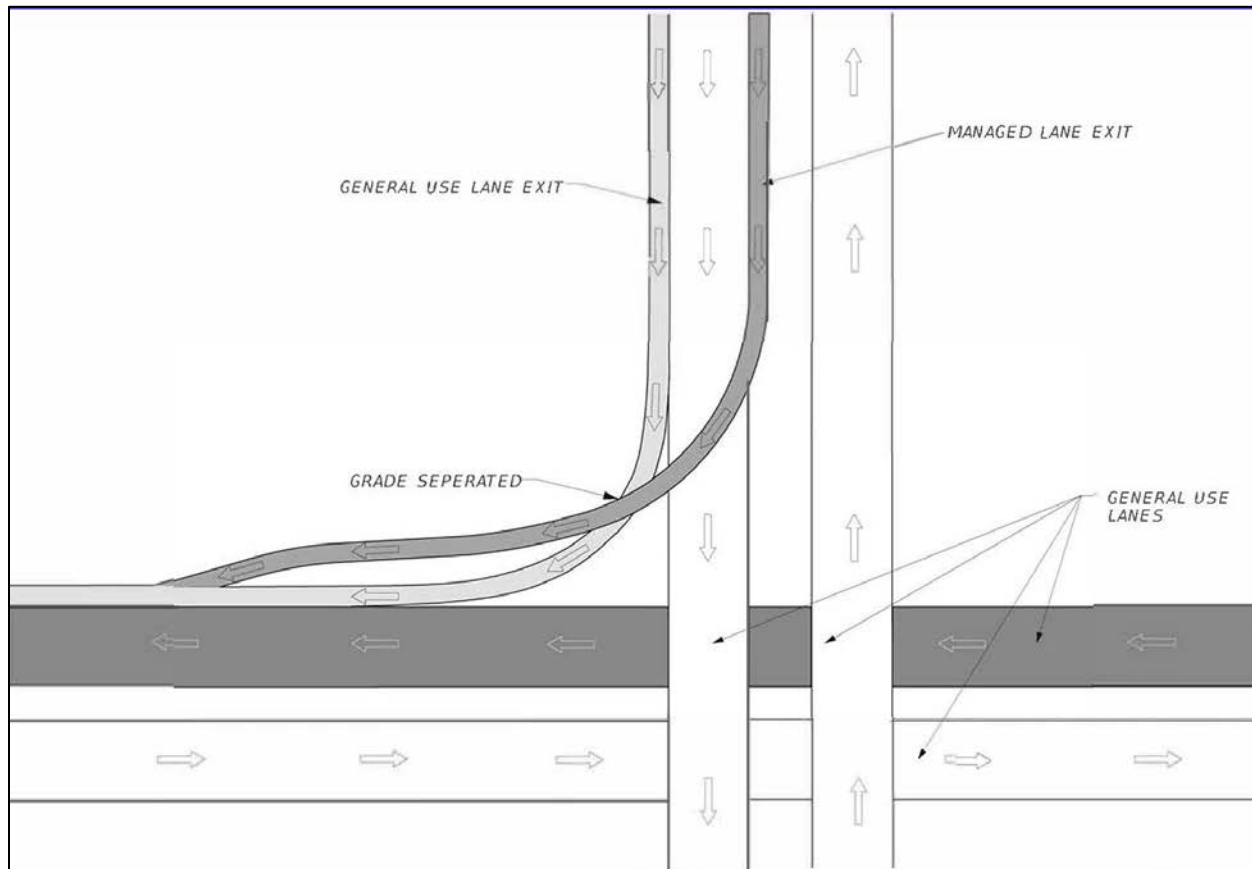 MANAGED LANE EXIT
GENERAL USE LANE EXIT
GRADE SEPERATED
GENERAL USE
LANES